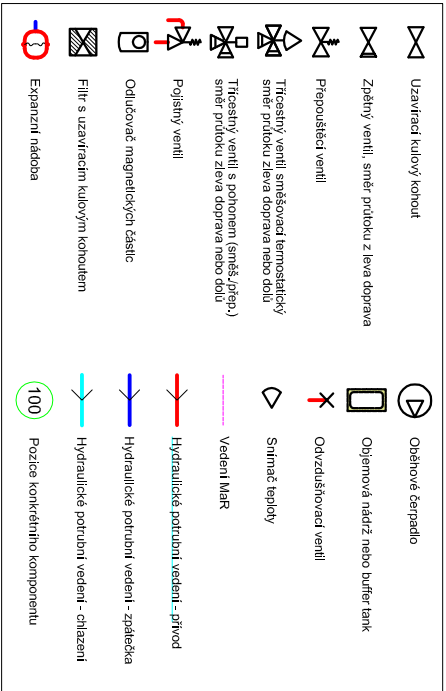 Uzavírací kulový kohout
Zpětný ventil, směr průtoku z leva doprava
Přepouštěcí ventil
Třícestný ventil směšovací termostatický
směr průtoku zleva doprava nebo dolů
Třícestný ventil s pohonem (směš./přep.)
směr průtoku zleva doprava nebo dolů
Pojistný ventil
Odlučovač magnetických částic
Filtr s uzavíracím kulovým kohoutem
Expanzní nádoba
Oběhové čerpadlo
Objemová nádrž nebo buffer tank
Odvzdušňovací ventil
Snímač teploty
Vedení MaR
Hydraulické potrubní vedení - přívod
Hydraulické potrubní vedení - zpátečka
Hydraulické potrubní vedení - chlazení
100
Pozice konkrétního komponentu